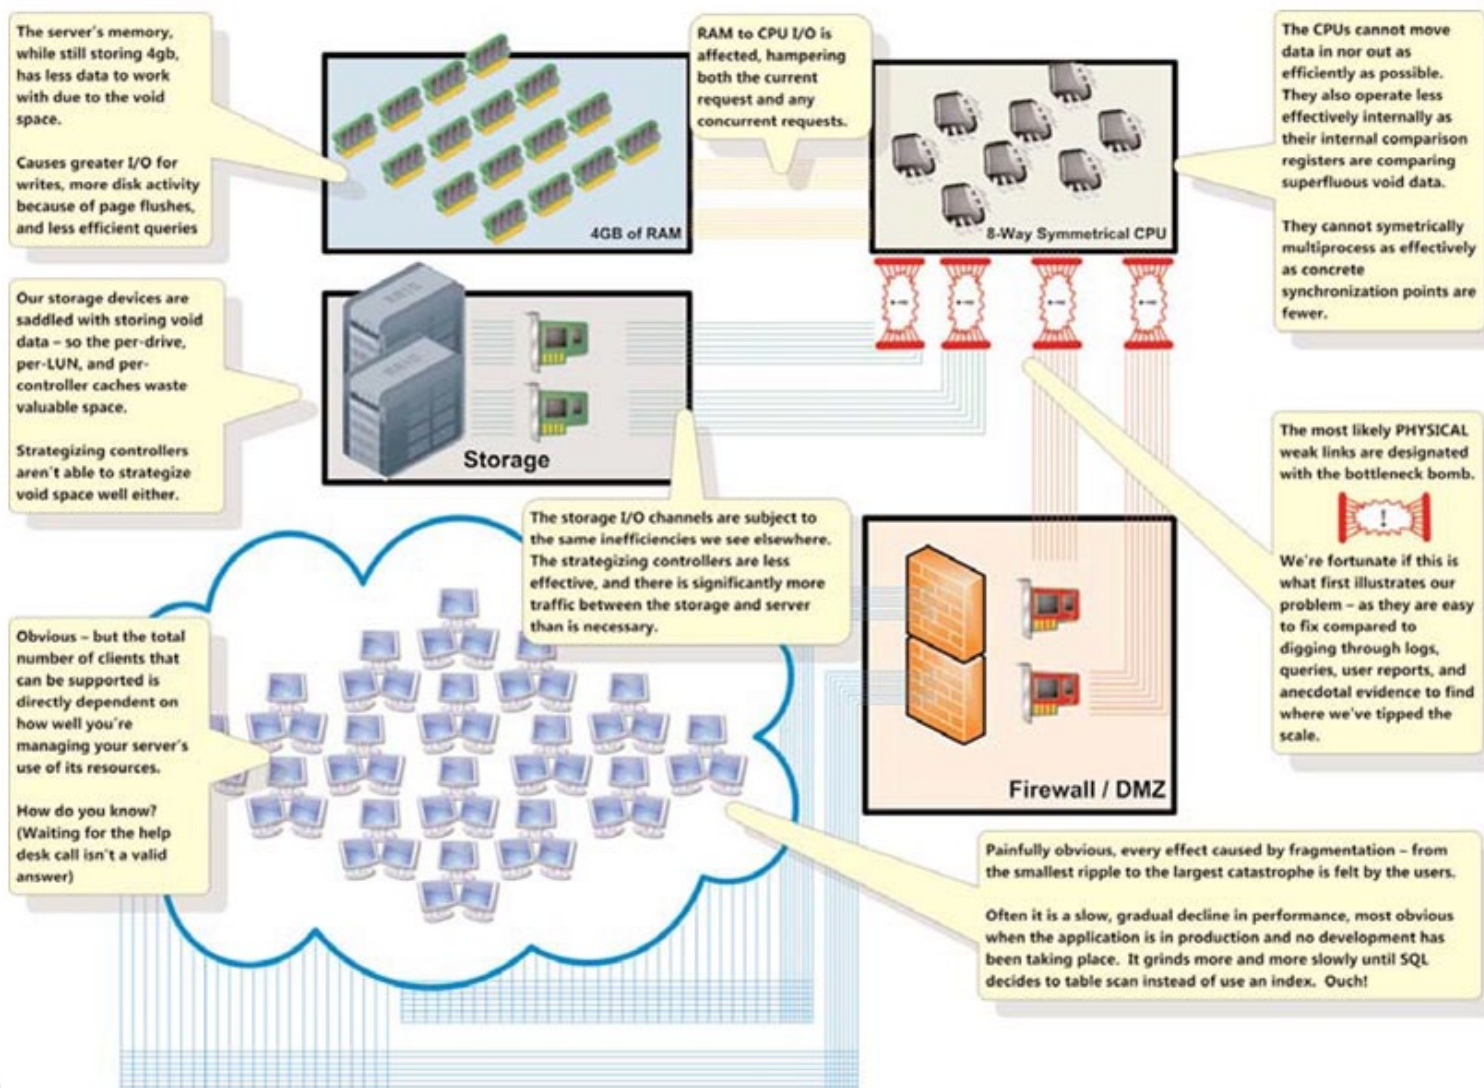 The server's memory,
while still storing 4gb,
has less data to work
with due to the void
space.
Causes greater I/O for
writes, more disk activity
because of page flushes,
and less efficient queries
4GB of RAM
RAM to CPU I/O is
affected, hampering
both the current
request and any
concurrent requests.
8-Way Symmetrical CPU
The CPUs cannot move
data in nor out as
efficiently as possible.
They also operate less
effectively internally as
their internal comparison
registers are comparing
superfluous void data.
They cannot symetrically
multiprocess as effectively
as concrete
synchronization points are
fewer.
Our storage devices are
saddled with storing void
data – so the per-drive,
per-LUN, and per-
controller caches waste
valuable space.
Strategizing controllers
aren't able to strategize
void space well either.
Storage
The storage I/O channels are subject to
the same inefficiencies we see elsewhere.
The strategizing controllers are less
effective, and there is significantly more
traffic between the storage and server
than is necessary.
The most likely PHYSICAL
weak links are designated
with the bottleneck bomb.
!
We're fortunate if this is
what first illustrates our
problem – as they are easy
to fix compared to
digging through logs,
queries, user reports, and
anecdotal evidence to find
where we've tipped the
scale.
Obvious – but the total
number of clients that
can be supported is
directly dependent on
how well you're
managing your server's
use of its resources.
How do you know?
(Waiting for the help
desk call isn't a valid
answer)
Firewall / DMZ
Painfully obvious, every effect caused by fragmentation – from
the smallest ripple to the largest catastrophe is felt by the users.
Often it is a slow, gradual decline in performance, most obvious
when the application is in production and no development has
been taking place.  It grinds more and more slowly until SQL
decides to table scan instead of use an index.  Ouch!